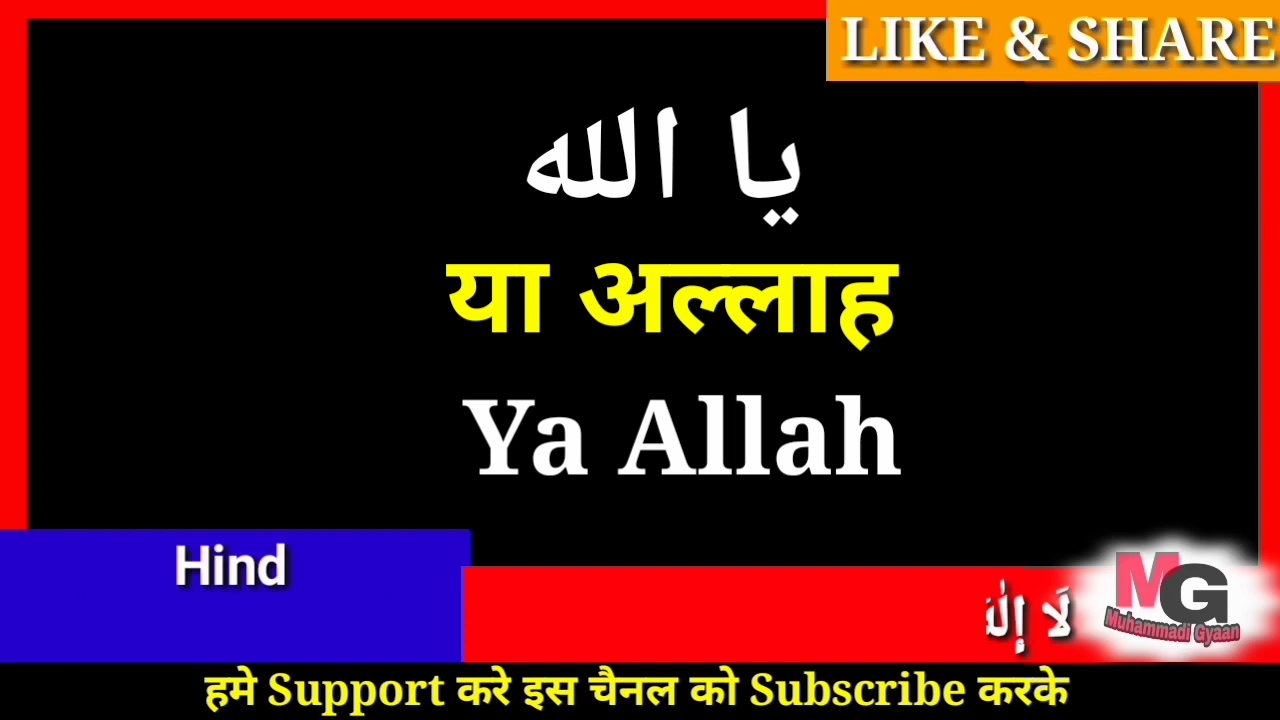 LIKE & SHARE
يا الله
या अल्लाह
Ya Allah
Hind
لَا إِلٰهَ
MG
Muhammadi Gyaan
हमे Support करे इस चैनल को Subscribe करके